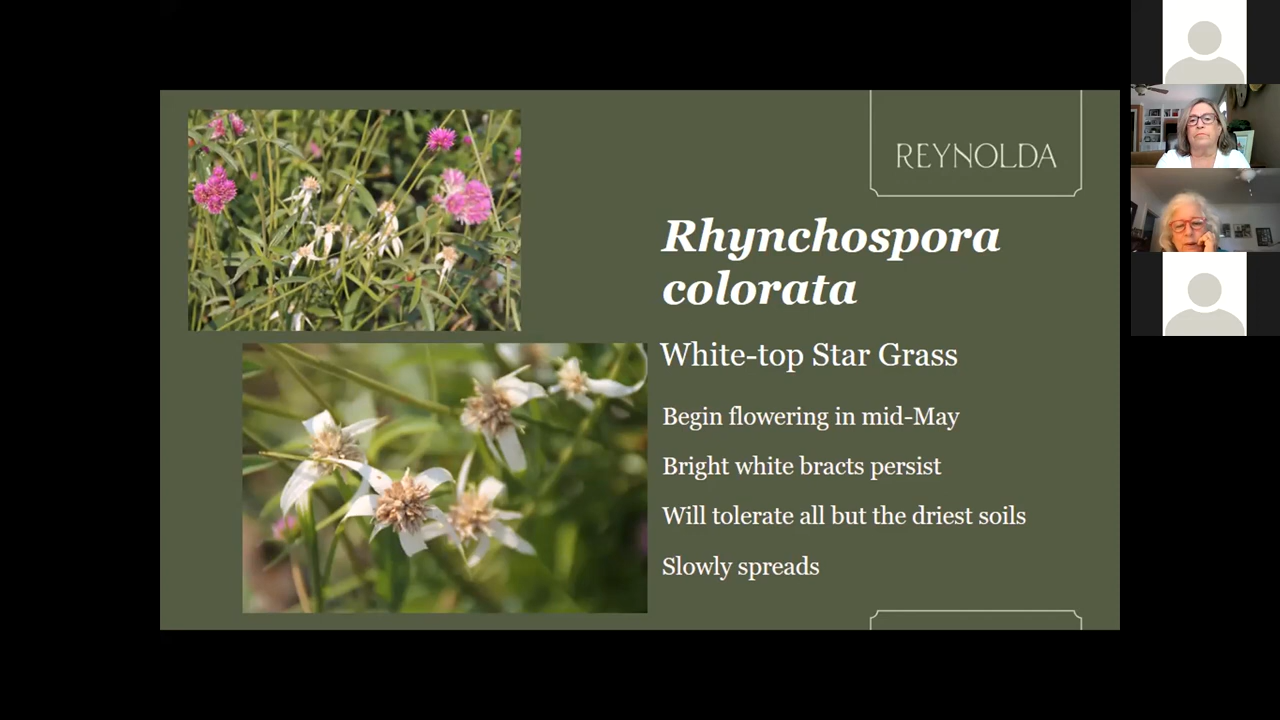 REYNOLDA
Rhynchospora
colorata
White-top Star Grass
Begin flowering in mid-May
Bright white bracts persist
Will tolerate all but the driest soils
Slowly spreads